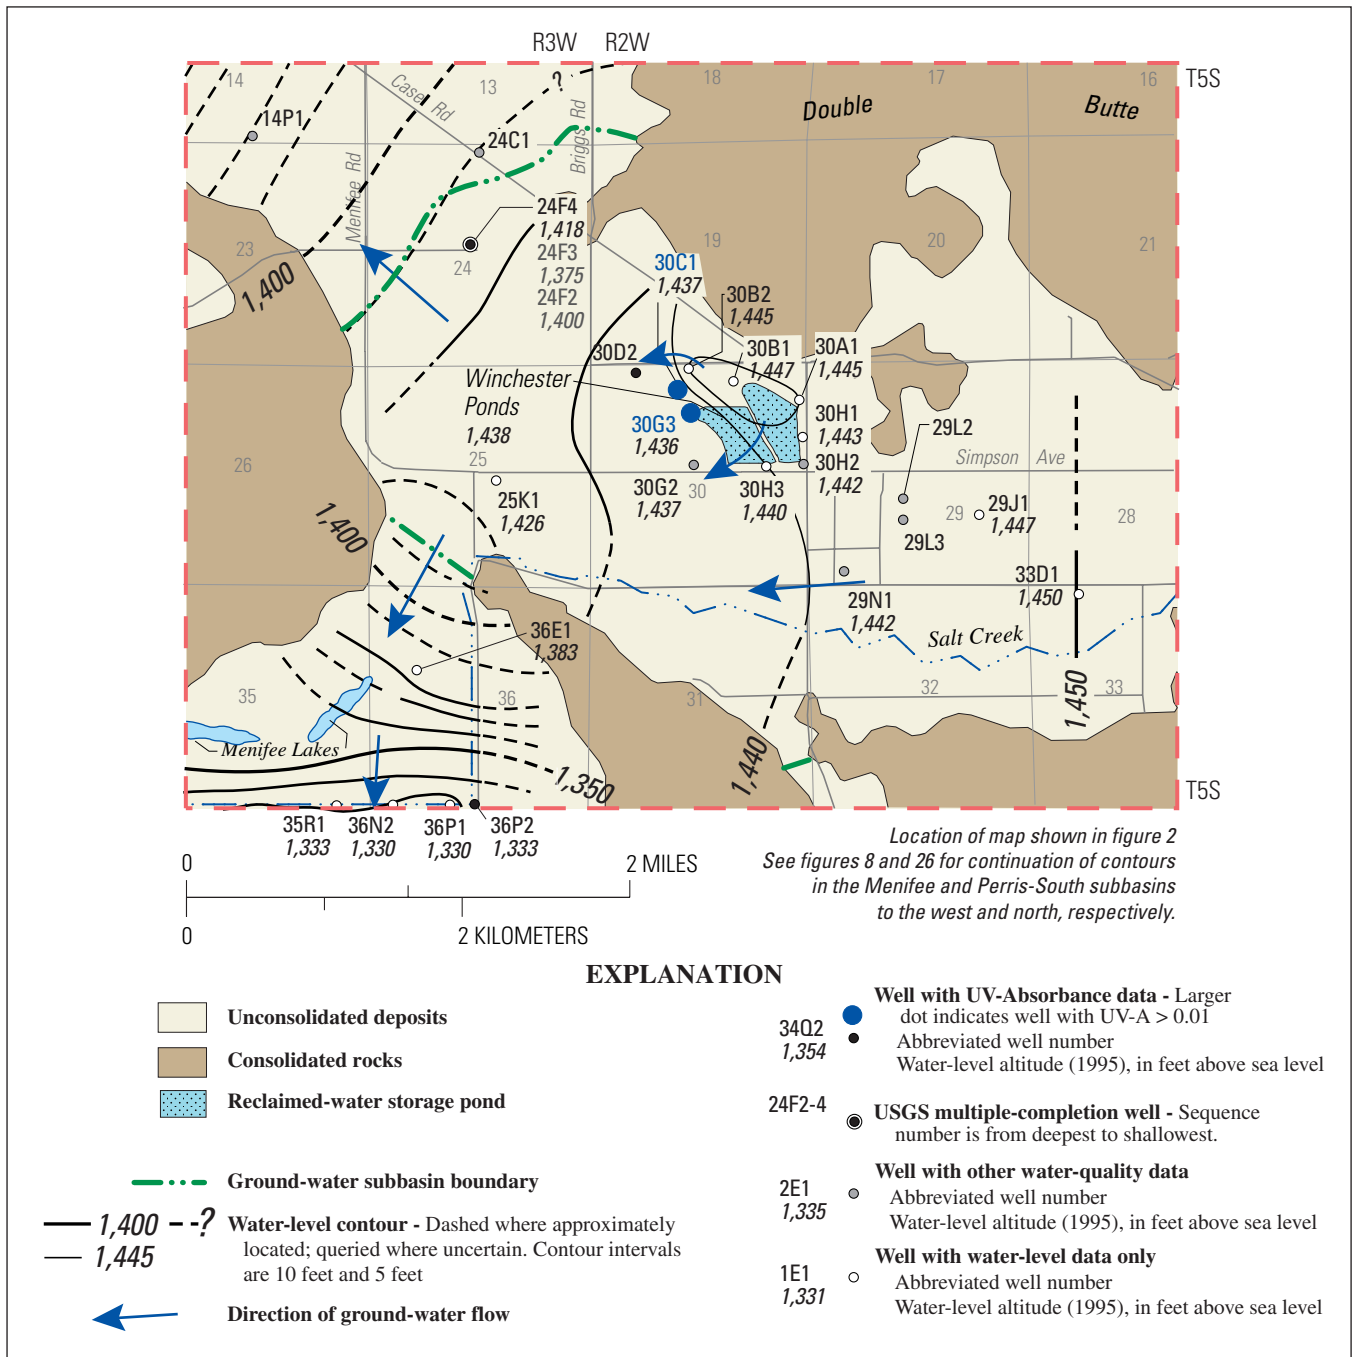 R3W R2W
T5S
14
13
18
17
16
Case Rd
?
Double Butte
14P1
24C1
Menifee Rd
Briggs Rd
24F4
1,418
24F3
1,375
24F2
1,400
23
24
19
20
21
1,400
30C1
1,437
30B2
1,445
30D2
30B1
1,447
30A1
1,445
Winchester
Ponds
1,438
30G3
1,436
30H1
1,443
29L2
Simpson Ave
26
25
30H2
1,442
30G2
1,437
30
30H3
1,440
25K1
1,426
29
29J1
1,447
28
1,400
29L3
33D1
1,450
29N1
1,442
36E1
1,383
Salt Creek
35
36
31
32
33
1,450
Menifee Lakes
1,350
1,440
T5S
35R1
1,333
36N2
1,330
36P1
1,330
36P2
1,333
0 2 MILES
0 2 KILOMETERS
Location of map shown in figure 2
See figures 8 and 26 for continuation of contours
in the Menifee and Perris-South subbasins
to the west and north, respectively.
EXPLANATION
Unconsolidated deposits
Consolidated rocks
Reclaimed-water storage pond
Ground-water subbasin boundary
1,400 ?
1,445
Water-level contour - Dashed where approximately
located; queried where uncertain. Contour intervals
are 10 feet and 5 feet
Direction of ground-water flow
Well with UV-Absorbance data - Larger
dot indicates well with UV-A > 0.01
34Q2
1,354
Abbreviated well number
Water-level altitude (1995), in feet above sea level
24F2-4
USGS multiple-completion well - Sequence
number is from deepest to shallowest.
Well with other water-quality data
2E1
1,335
Abbreviated well number
Water-level altitude (1995), in feet above sea level
Well with water-level data only
1E1
1,331
Abbreviated well number
Water-level altitude (1995), in feet above sea level